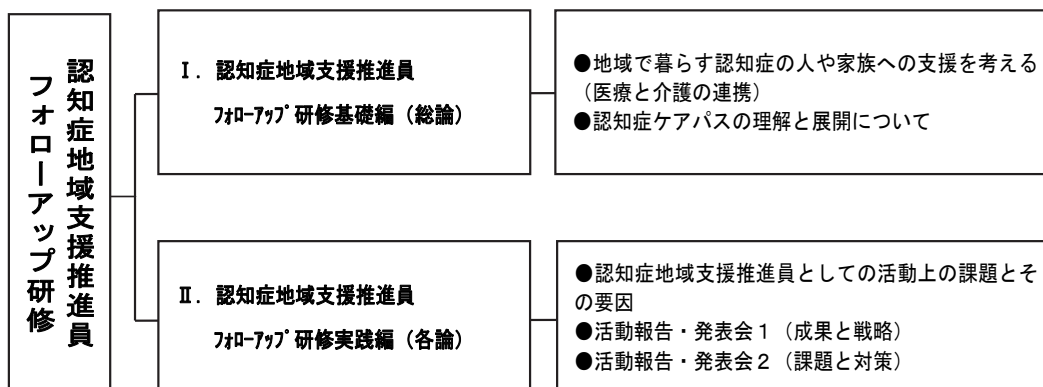 認知症地域支援推進員
フォローアップ研修
Ⅰ．認知症地域支援推進員
ﾌｫﾛｰｱｯﾌﾟ研修基礎編（総論）
●地域で暮らす認知症の人や家族への支援を考える
（医療と介護の連携）
●認知症ケアパスの理解と展開について
Ⅱ．認知症地域支援推進員
ﾌｫﾛｰｱｯﾌﾟ研修実践編（各論）
●認知症地域支援推進員としての活動上の課題とそ
の要因
●活動報告・発表会１（成果と戦略）
●活動報告・発表会２（課題と対策）